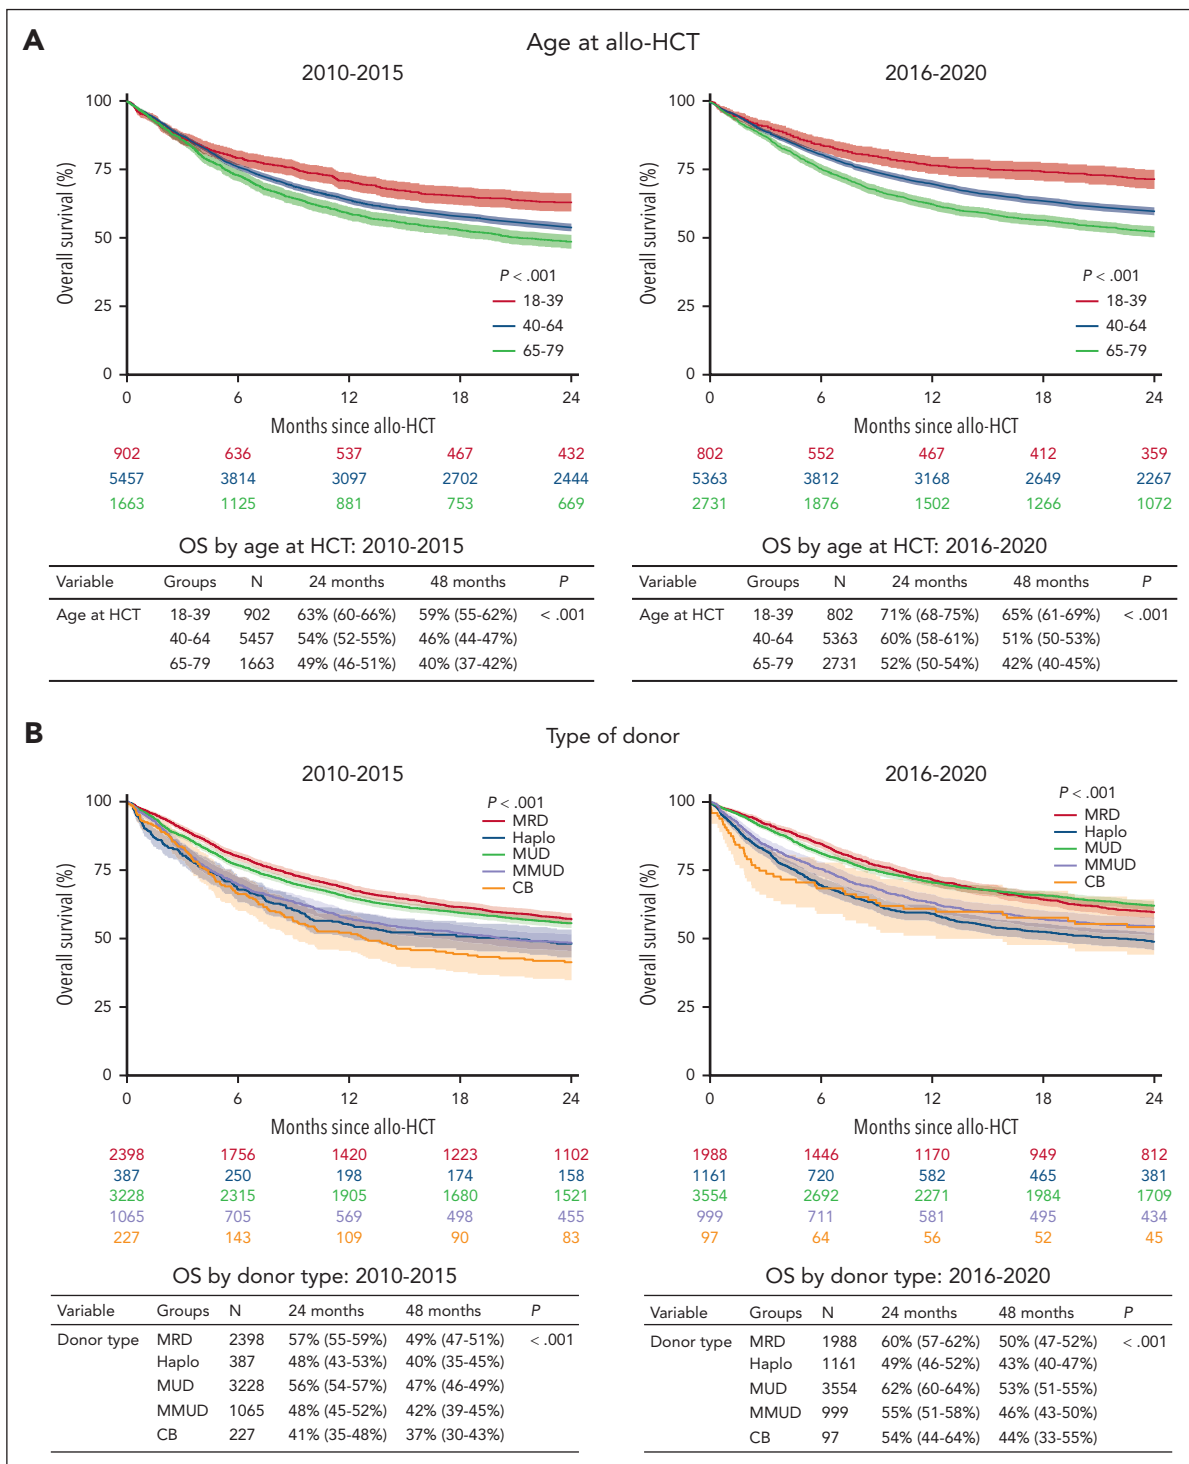 A
Age at allo-HCT
2010-2015
100
75
50
25
0
Overall survival (%)
P < .001
18-39
40-64
65-79
0 6 12 18 24
Months since allo-HCT
902 636 537 467 432
5457 3814 3097 2702 2444
1663 1125 881 753 669
2016-2020
100
75
50
25
0
Overall survival (%)
P < .001
18-39
40-64
65-79
0 6 12 18 24
Months since allo-HCT
802 552 467 412 359
5363 3812 3168 2649 2267
2731 1876 1502 1266 1072
OS by age at HCT: 2010-2015
Variable Groups N 24 months 48 months P
Age at HCT 18-39 902 63% (60-66%) 59% (55-62%) < .001
40-64 5457 54% (52-55%) 46% (44-47%)
65-79 1663 49% (46-51%) 40% (37-42%)
OS by age at HCT: 2016-2020
Variable Groups N 24 months 48 months P
Age at HCT 18-39 802 71% (68-75%) 65% (61-69%) < .001
40-64 5363 60% (58-61%) 51% (50-53%)
65-79 2731 52% (50-54%) 42% (40-45%)
B
Type of donor
2010-2015
100
75
50
25
0
Overall survival (%)
P < .001
MRD
Haplo
MUD
MMUD
CB
0 6 12 18 24
Months since allo-HCT
2398 1756 1420 1223 1102
387 250 198 174 158
3228 2315 1905 1680 1521
1065 705 569 498 455
227 143 109 90 83
2016-2020
100
75
50
25
0
Overall survival (%)
P < .001
MRD
Haplo
MUD
MMUD
CB
0 6 12 18 24
Months since allo-HCT
1988 1446 1170 949 812
1161 720 582 465 381
3554 2692 2271 1984 1709
999 711 581 495 434
97 64 56 52 45
OS by donor type: 2010-2015
Variable Groups N 24 months 48 months P
Donor type MRD 2398 57% (55-59%) 49% (47-51%) < .001
Haplo 387 48% (43-53%) 40% (35-45%)
MUD 3228 56% (54-57%) 47% (46-49%)
MMUD 1065 48% (45-52%) 42% (39-45%)
CB 227 41% (35-48%) 37% (30-43%)
OS by donor type: 2016-2020
Variable Groups N 24 months 48 months P
Donor type MRD 1988 60% (57-62%) 50% (47-52%) < .001
Haplo 1161 49% (46-52%) 43% (40-47%)
MUD 3554 62% (60-64%) 53% (51-55%)
MMUD 999 55% (51-58%) 46% (43-50%)
CB 97 54% (44-64%) 44% (33-55%)